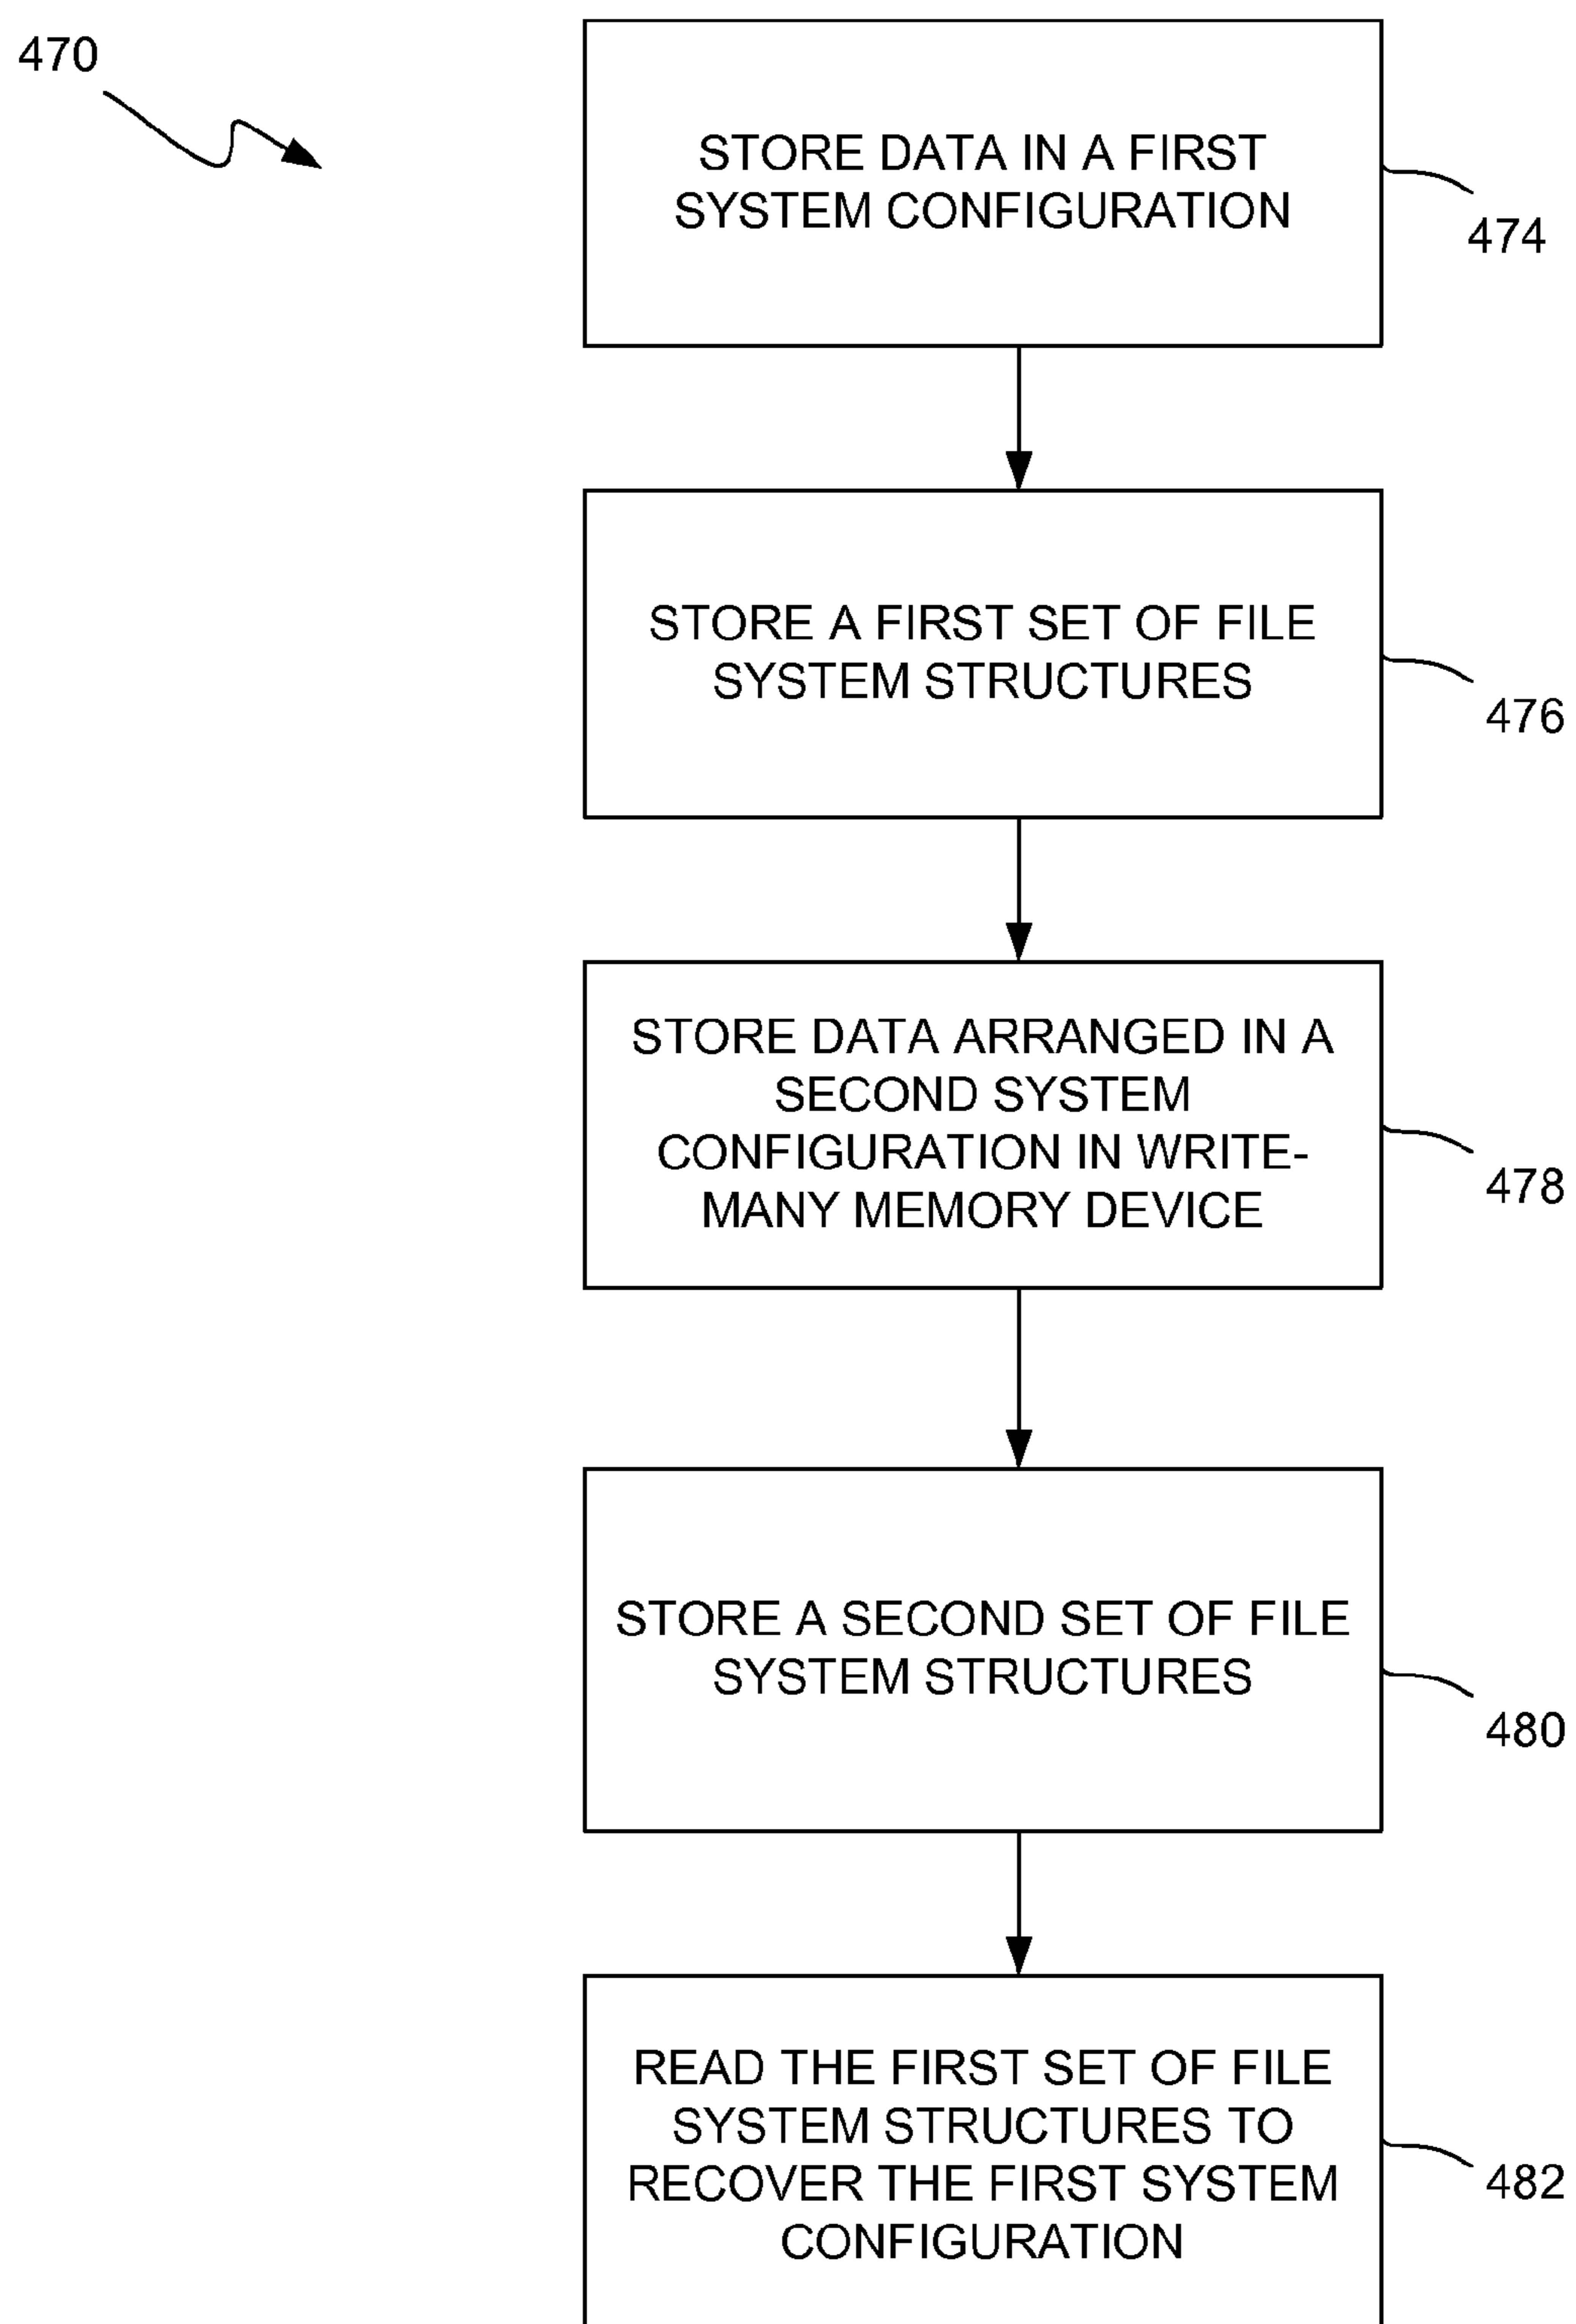 470
STORE DATA IN A FIRST
SYSTEM CONFIGURATION
474
STORE A FIRST SET OF FILE
SYSTEM STRUCTURES
476
STORE DATA ARRANGED IN A
SECOND SYSTEM
CONFIGURATION IN WRITE-
MANY MEMORY DEVICE
478
STORE A SECOND SET OF FILE
SYSTEM STRUCTURES
480
READ THE FIRST SET OF FILE
SYSTEM STRUCTURES TO
RECOVER THE FIRST SYSTEM
CONFIGURATION
482